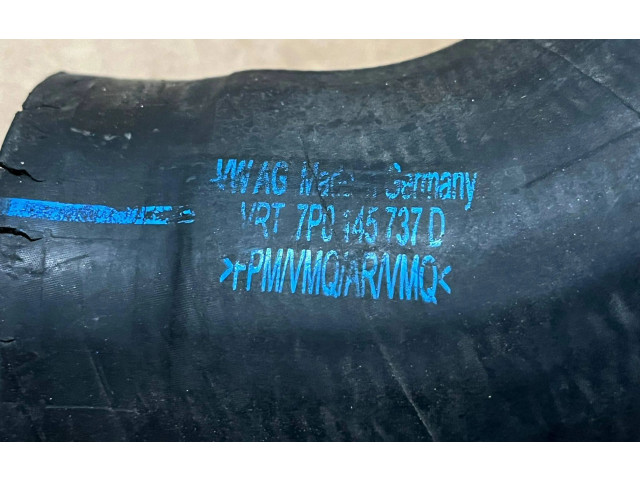 VW AG Made in Germany
VRT 7P0 145 737 D
>FPM/VMQ/AR/VMQ<